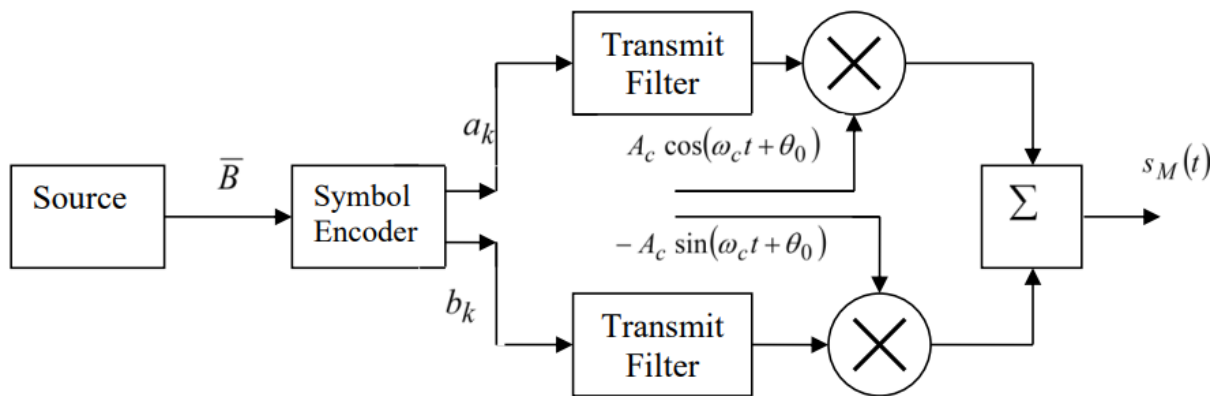 Transmit
Filter
a_k
A_c cos(ω_c t + θ_0)
s_M(t)
B̅
Source
Symbol
Encoder
Σ
− A_c sin(ω_c t + θ_0)
b_k
Transmit
Filter